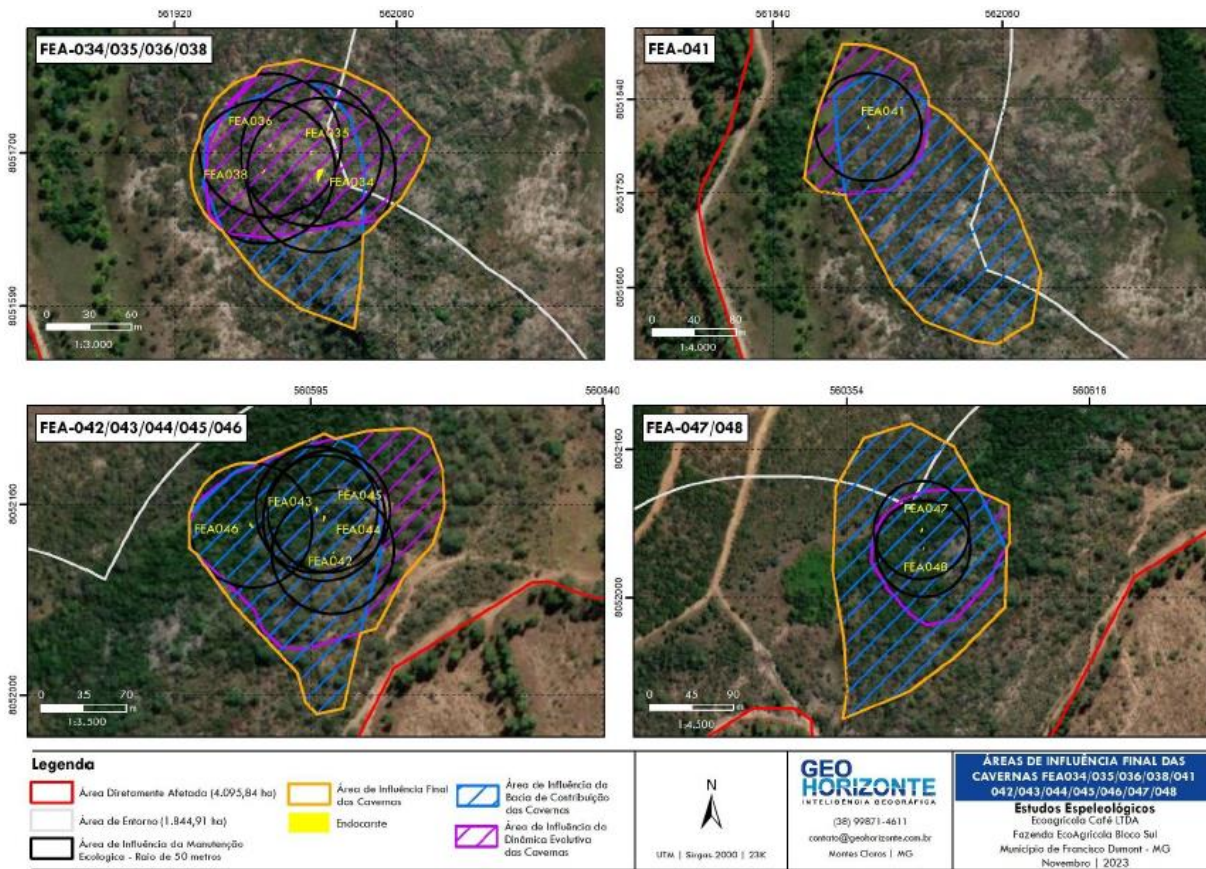 561920
562080
561840
562080
FEA-034/035/036/038
FEA-041
8051700
8051590
8051840
8051750
8051660
FEA036
FEA035
FEA038
FEA034
FEA041
0 30 60
m
1:3.000
0 40 80
m
1:4.000
560595
560840
560354
560616
FEA-042/043/044/045/046
FEA-047/048
8052160
8052000
8052160
8052000
FEA043
FEA045
FEA046
FEA044
FEA042
FEA047
FEA048
0 35 70
m
1:3.500
0 45 90
m
1:4.500
Legenda
Área Diretamente Afetada (4.095,84 ha)
Área de Entorno (1.844,91 ha)
Área de Influência da Manutenção
Ecologica - Raio de 50 metros
Área de Influência Final
das Cavernas
Endocarste
Área de Influência da
Bacia de Contribuição
das Cavernas
Área de Influência da
Dinâmica Evolutiva
das Cavernas
N
UTM | Sirgas 2000 | 23K
GEO
HORIZONTE
INTELIGÊNCIA GEOGRÁFICA
(38) 99871-4611
contato@geohorizonte.com.br
Montes Claros | MG
ÁREAS DE INFLUÊNCIA FINAL DAS
CAVERNAS FEA034/035/036/038/041
042/043/044/045/046/047/048
Estudos Espeleológicos
Ecoagrícola Café LTDA
Fazenda EcoAgrícola Bloco Sul
Município de Francisco Dumont - MG
Novembro | 2023